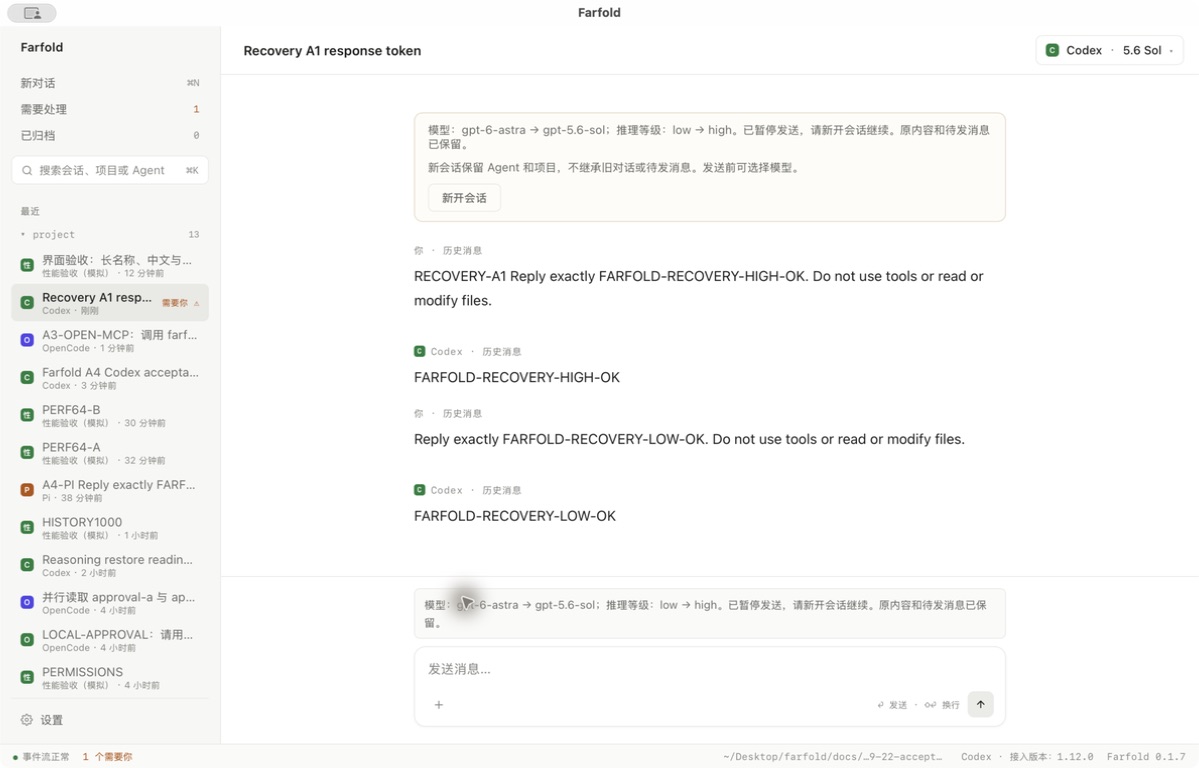 Farfold
Farfold
新对话 ⌘N
需要处理 1
已归档 0
搜索会话、项目或 Agent ⌘K
最近
project 13
性 界面验收：长名称、中文与...
性能验收（模拟） · 12 分钟前
C Recovery A1 resp... 需要你
Codex · 刚刚
O A3-OPEN-MCP：调用 farf...
OpenCode · 1 分钟前
C Farfold A4 Codex accepta...
Codex · 3 分钟前
性 PERF64-B
性能验收（模拟） · 30 分钟前
性 PERF64-A
性能验收（模拟） · 32 分钟前
P A4-PI Reply exactly FARF...
Pi · 38 分钟前
性 HISTORY1000
性能验收（模拟） · 1 小时前
C Reasoning restore readin...
Codex · 2 小时前
O 并行读取 approval-a 与 ap...
OpenCode · 4 小时前
O LOCAL-APPROVAL：请用...
OpenCode · 4 小时前
性 PERMISSIONS
性能验收（模拟） · 4 小时前
设置
Recovery A1 response token
C Codex · 5.6 Sol
模型：gpt-6-astra → gpt-5.6-sol；推理等级：low → high。已暂停发送，请新开会话继续。原内容和待发消息
已保留。
新会话保留 Agent 和项目，不继承旧对话或待发消息。发送前可选择模型。
新开会话
你 · 历史消息
RECOVERY-A1 Reply exactly FARFOLD-RECOVERY-HIGH-OK. Do not use tools or read or
modify files.
C Codex · 历史消息
FARFOLD-RECOVERY-HIGH-OK
你 · 历史消息
Reply exactly FARFOLD-RECOVERY-LOW-OK. Do not use tools or read or modify files.
C Codex · 历史消息
FARFOLD-RECOVERY-LOW-OK
模型：gpt-6-astra → gpt-5.6-sol；推理等级：low → high。已暂停发送，请新开会话继续。原内容和待发消息已保
留。
发送消息...
+ ⏎ 发送 · ⇧⏎ 换行
事件流正常 1 个需要你 ~/Desktop/farfold/docs/…9-22-accept… Codex · 接入版本：1.12.0 Farfold 0.1.7